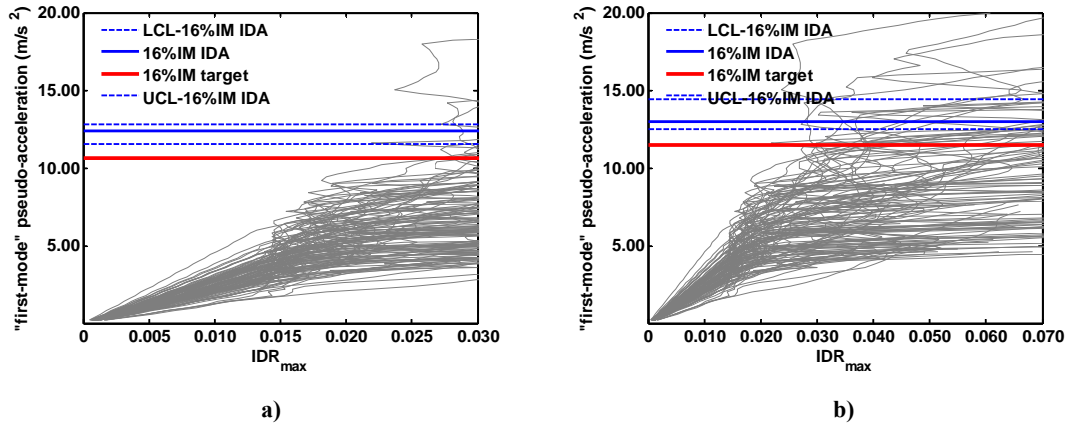 20.00
15.00
10.00
5.00
"first-mode" pseudo-acceleration (m/s 2)
LCL-16%IM IDA
16%IM IDA
16%IM target
UCL-16%IM IDA
0 0.005 0.010 0.015 0.020 0.025 0.030
IDRmax
a)
20.00
15.00
10.00
5.00
"first-mode" pseudo-acceleration (m/s 2)
LCL-16%IM IDA
16%IM IDA
16%IM target
UCL-16%IM IDA
0 0.010 0.020 0.030 0.040 0.050 0.060 0.070
IDRmax
b)